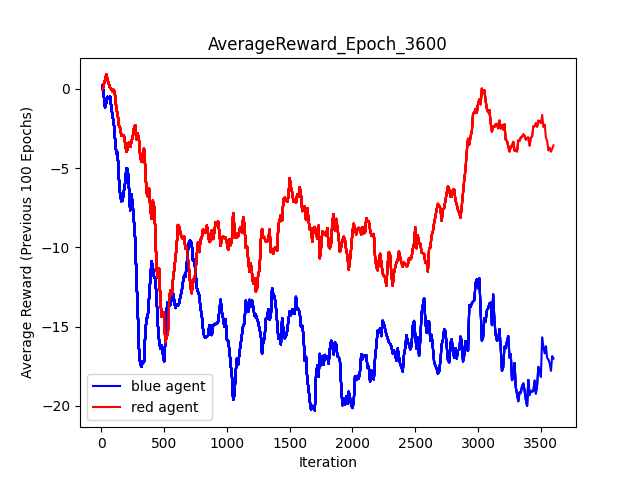 AverageReward_Epoch_3600
Average Reward (Previous 100 Epochs)
0
−5
−10
−15
−20
blue agent
red agent
0 500 1000 1500 2000 2500 3000 3500
Iteration